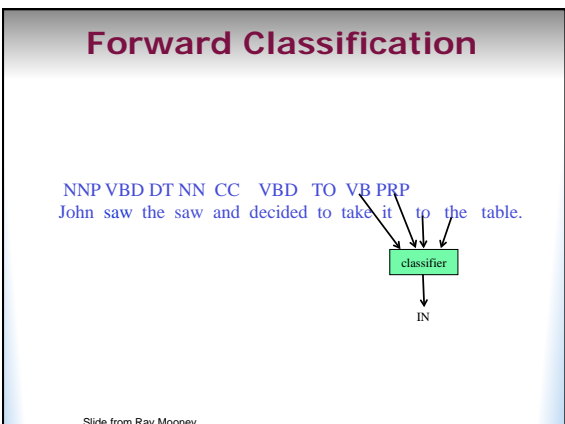 Forward Classification
NNP VBD DT NN CC VBD TO VB PRP
John saw the saw and decided to take it to the table.
classifier
IN
Slide from Ray Mooney